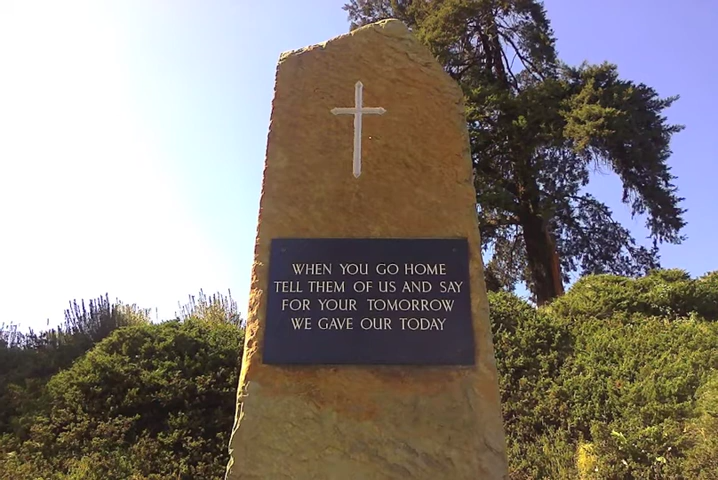 WHEN YOU GO HOME
TELL THEM OF US AND SAY
FOR YOUR TOMORROW
WE GAVE OUR TODAY